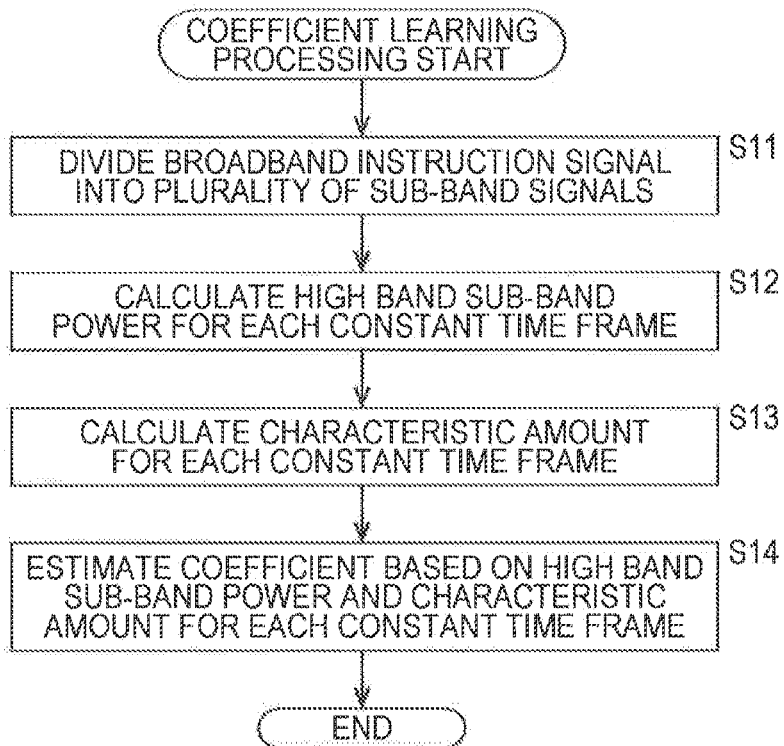 COEFFICIENT LEARNING
PROCESSING START
S11
DIVIDE BROADBAND INSTRUCTION SIGNAL
INTO PLURALITY OF SUB-BAND SIGNALS
S12
CALCULATE HIGH BAND SUB-BAND
POWER FOR EACH CONSTANT TIME FRAME
S13
CALCULATE CHARACTERISTIC AMOUNT
FOR EACH CONSTANT TIME FRAME
S14
ESTIMATE COEFFICIENT BASED ON HIGH BAND
SUB-BAND POWER AND CHARACTERISTIC
AMOUNT FOR EACH CONSTANT TIME FRAME
END